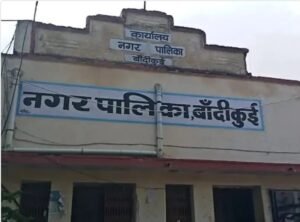 कार्यालय
नगर पालिका
बाँदीकुई
नगर पालिका,बाँदीकुई